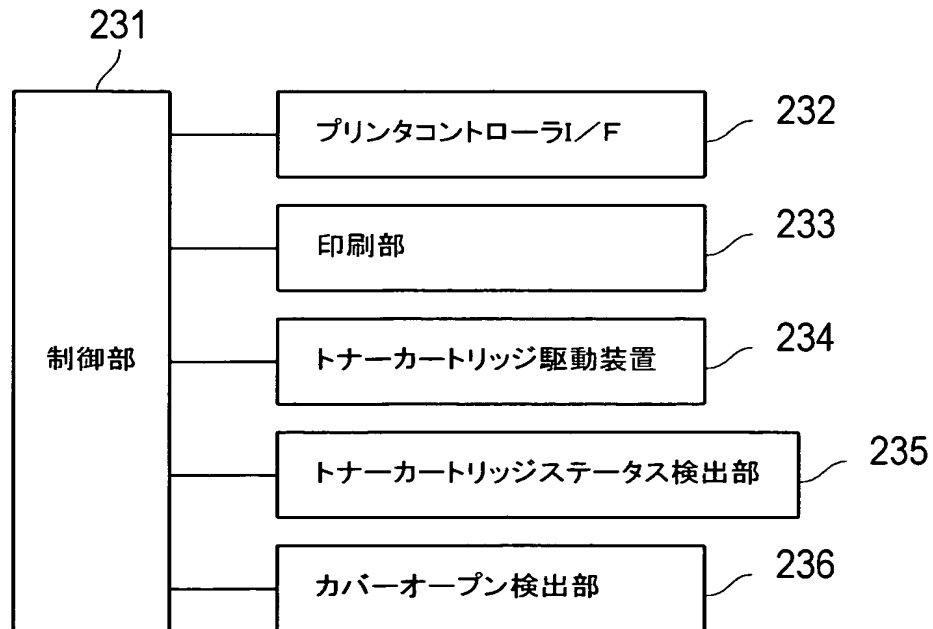 231
プリンタコントローラI／F
232
印刷部
233
制御部
トナーカートリッジ駆動装置
234
トナーカートリッジステータス検出部
235
カバーオープン検出部
236